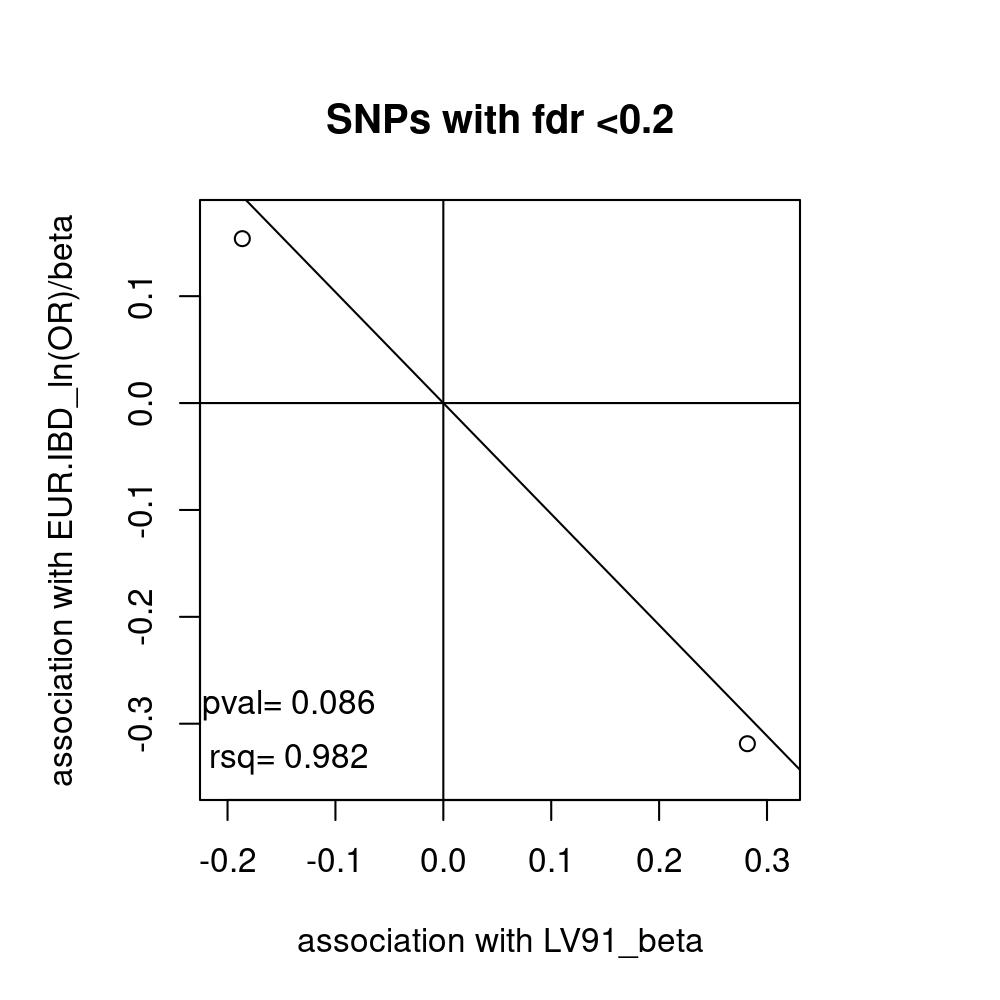 SNPs with fdr <0.2
association with EUR.IBD_ln(OR)/beta
0.1
0.0
-0.1
-0.2
-0.3
pval= 0.086
rsq= 0.982
-0.2 -0.1 0.0 0.1 0.2 0.3
association with LV91_beta